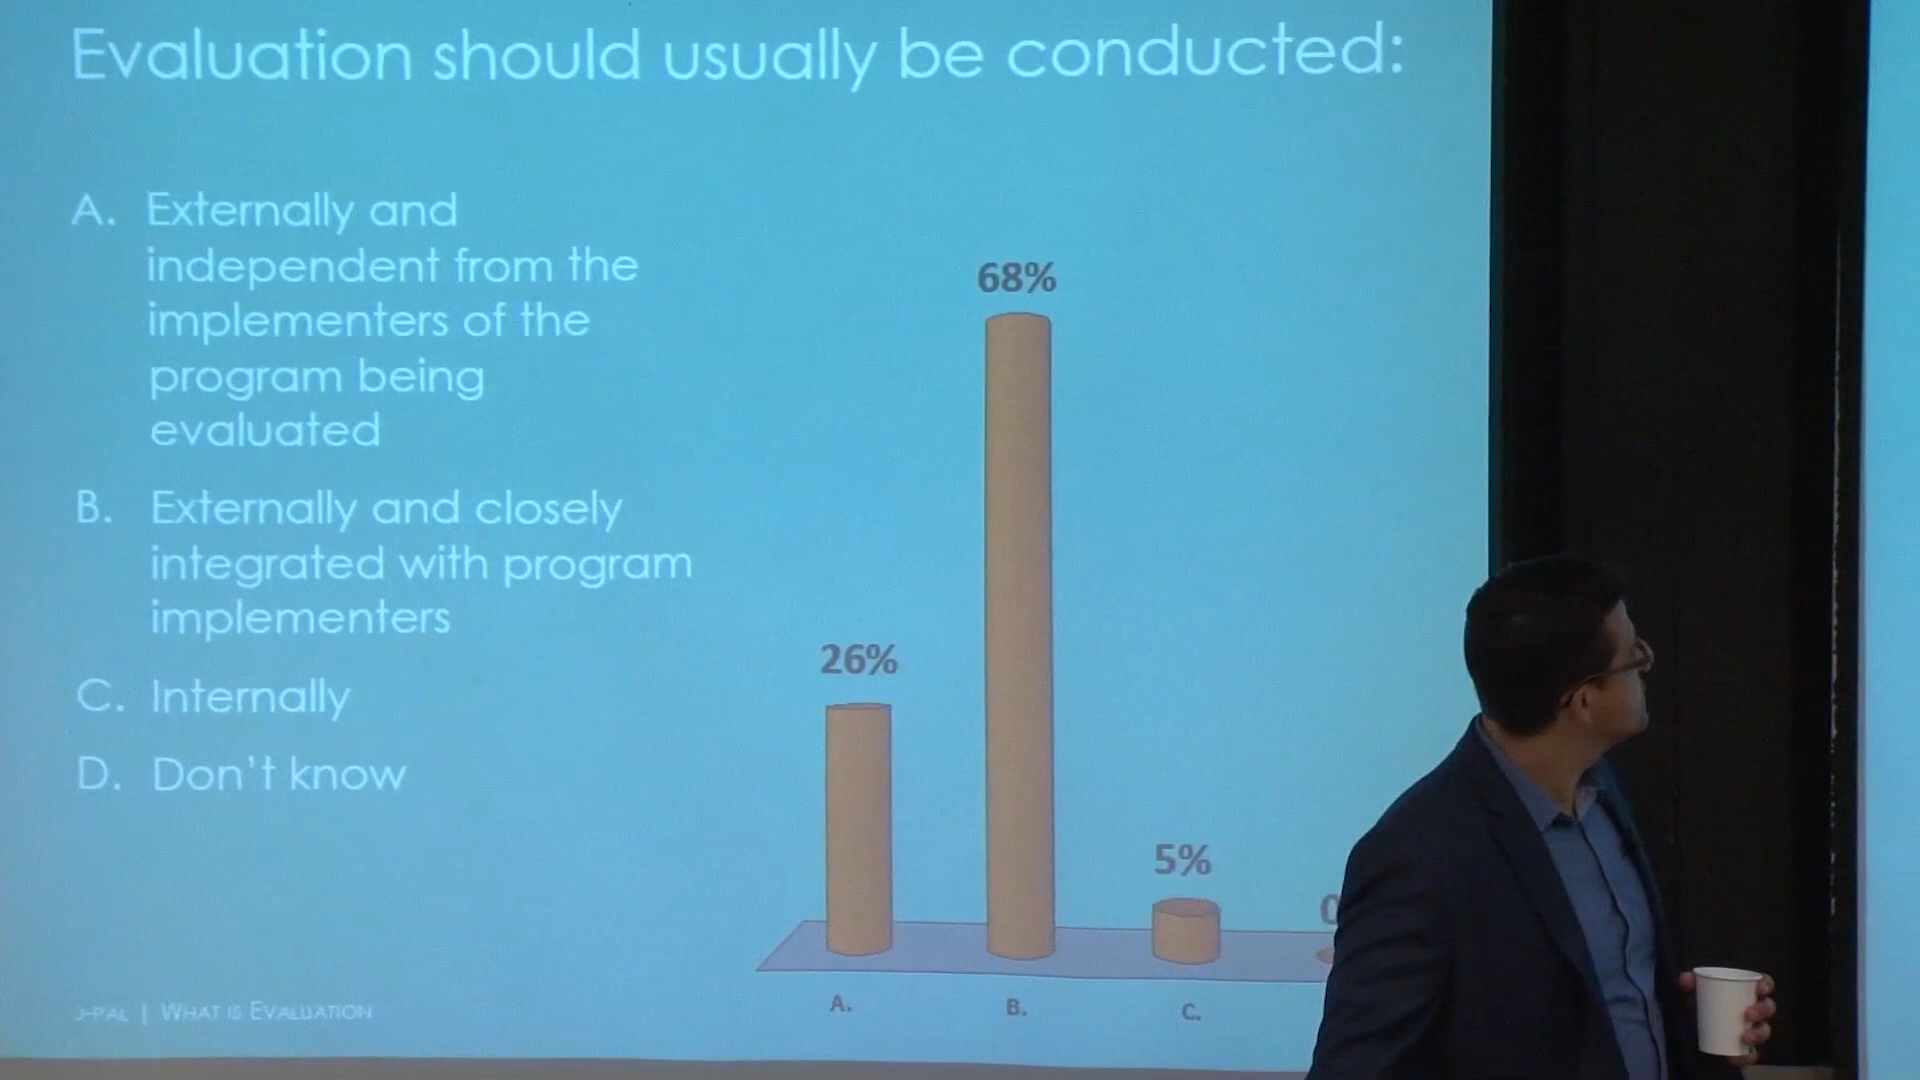 Evaluation should usually be conducted:
A. Externally and
independent from the
implementers of the
program being
evaluated
B. Externally and closely
integrated with program
implementers
C. Internally
D. Don't know
68%
26%
5%
0
A.
B.
C.
J-PAL | WHAT IS EVALUATION